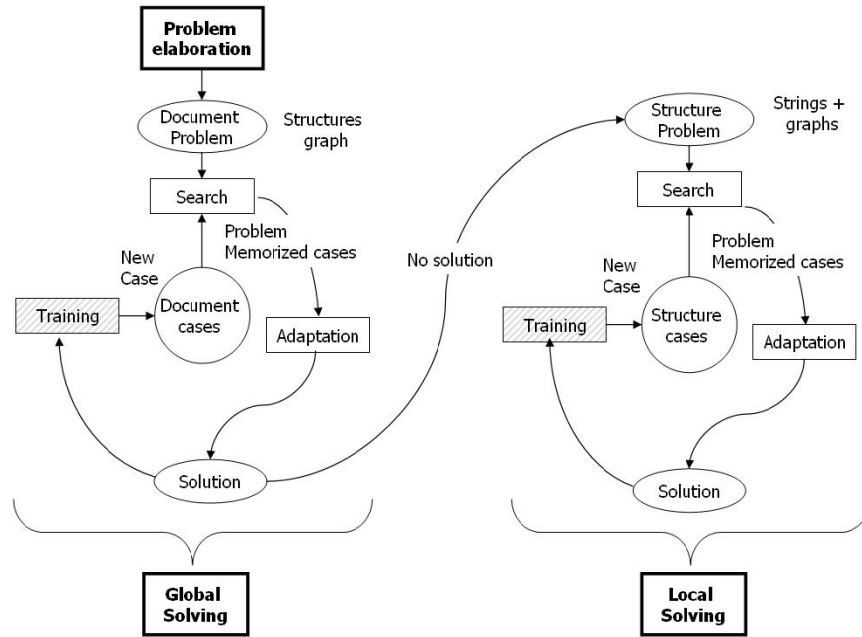 Problem
elaboration
Document
Problem
Structures
graph
Search
Problem
Memorized cases
New
Case
Document
cases
Training
Adaptation
Solution
Global
Solving
No solution
Structure
Problem
Strings +
graphs
Search
Problem
Memorized cases
New
Case
Structure
cases
Training
Adaptation
Solution
Local
Solving